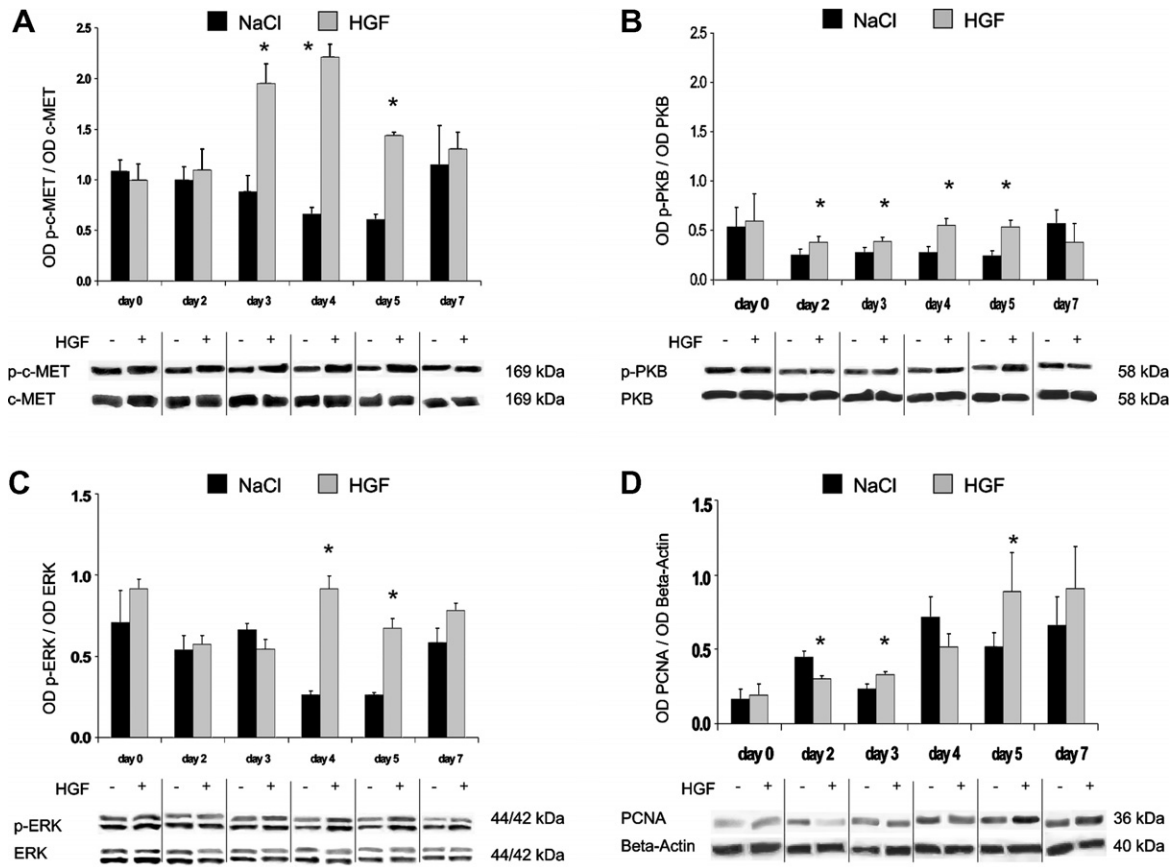 A
NaCl HGF
OD p-c-MET / OD c-MET
2.5
2.0
1.5
1.0
0.5
0.0
* * *
day 0 day 2 day 3 day 4 day 5 day 7
HGF - + - + - + - + - + - +
p-c-MET 169 kDa
c-MET 169 kDa
B
NaCl HGF
OD p-PKB / OD PKB
2.5
2.0
1.5
1.0
0.5
0.0
* * * *
day 0 day 2 day 3 day 4 day 5 day 7
HGF - + - + - + - + - + - +
p-PKB 58 kDa
PKB 58 kDa
C
NaCl HGF
OD p-ERK / OD ERK
1.5
1.0
0.5
0.0
* *
day 0 day 2 day 3 day 4 day 5 day 7
HGF - + - + - + - + - + - +
p-ERK 44/42 kDa
ERK 44/42 kDa
D
NaCl HGF
OD PCNA / OD Beta-Actin
1.5
1.0
0.5
0.0
* * *
day 0 day 2 day 3 day 4 day 5 day 7
HGF - + - + - + - + - + - +
PCNA 36 kDa
Beta-Actin 40 kDa